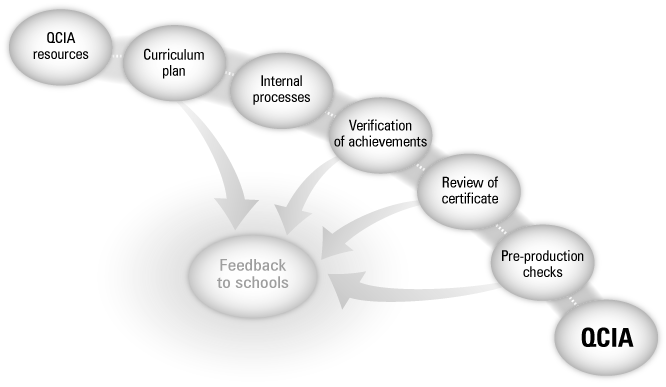 QCIA
resources
Curriculum
plan
Internal
processes
Verification
of achievements
Review of
certificate
Pre-production
checks
QCIA
Feedback
to schools